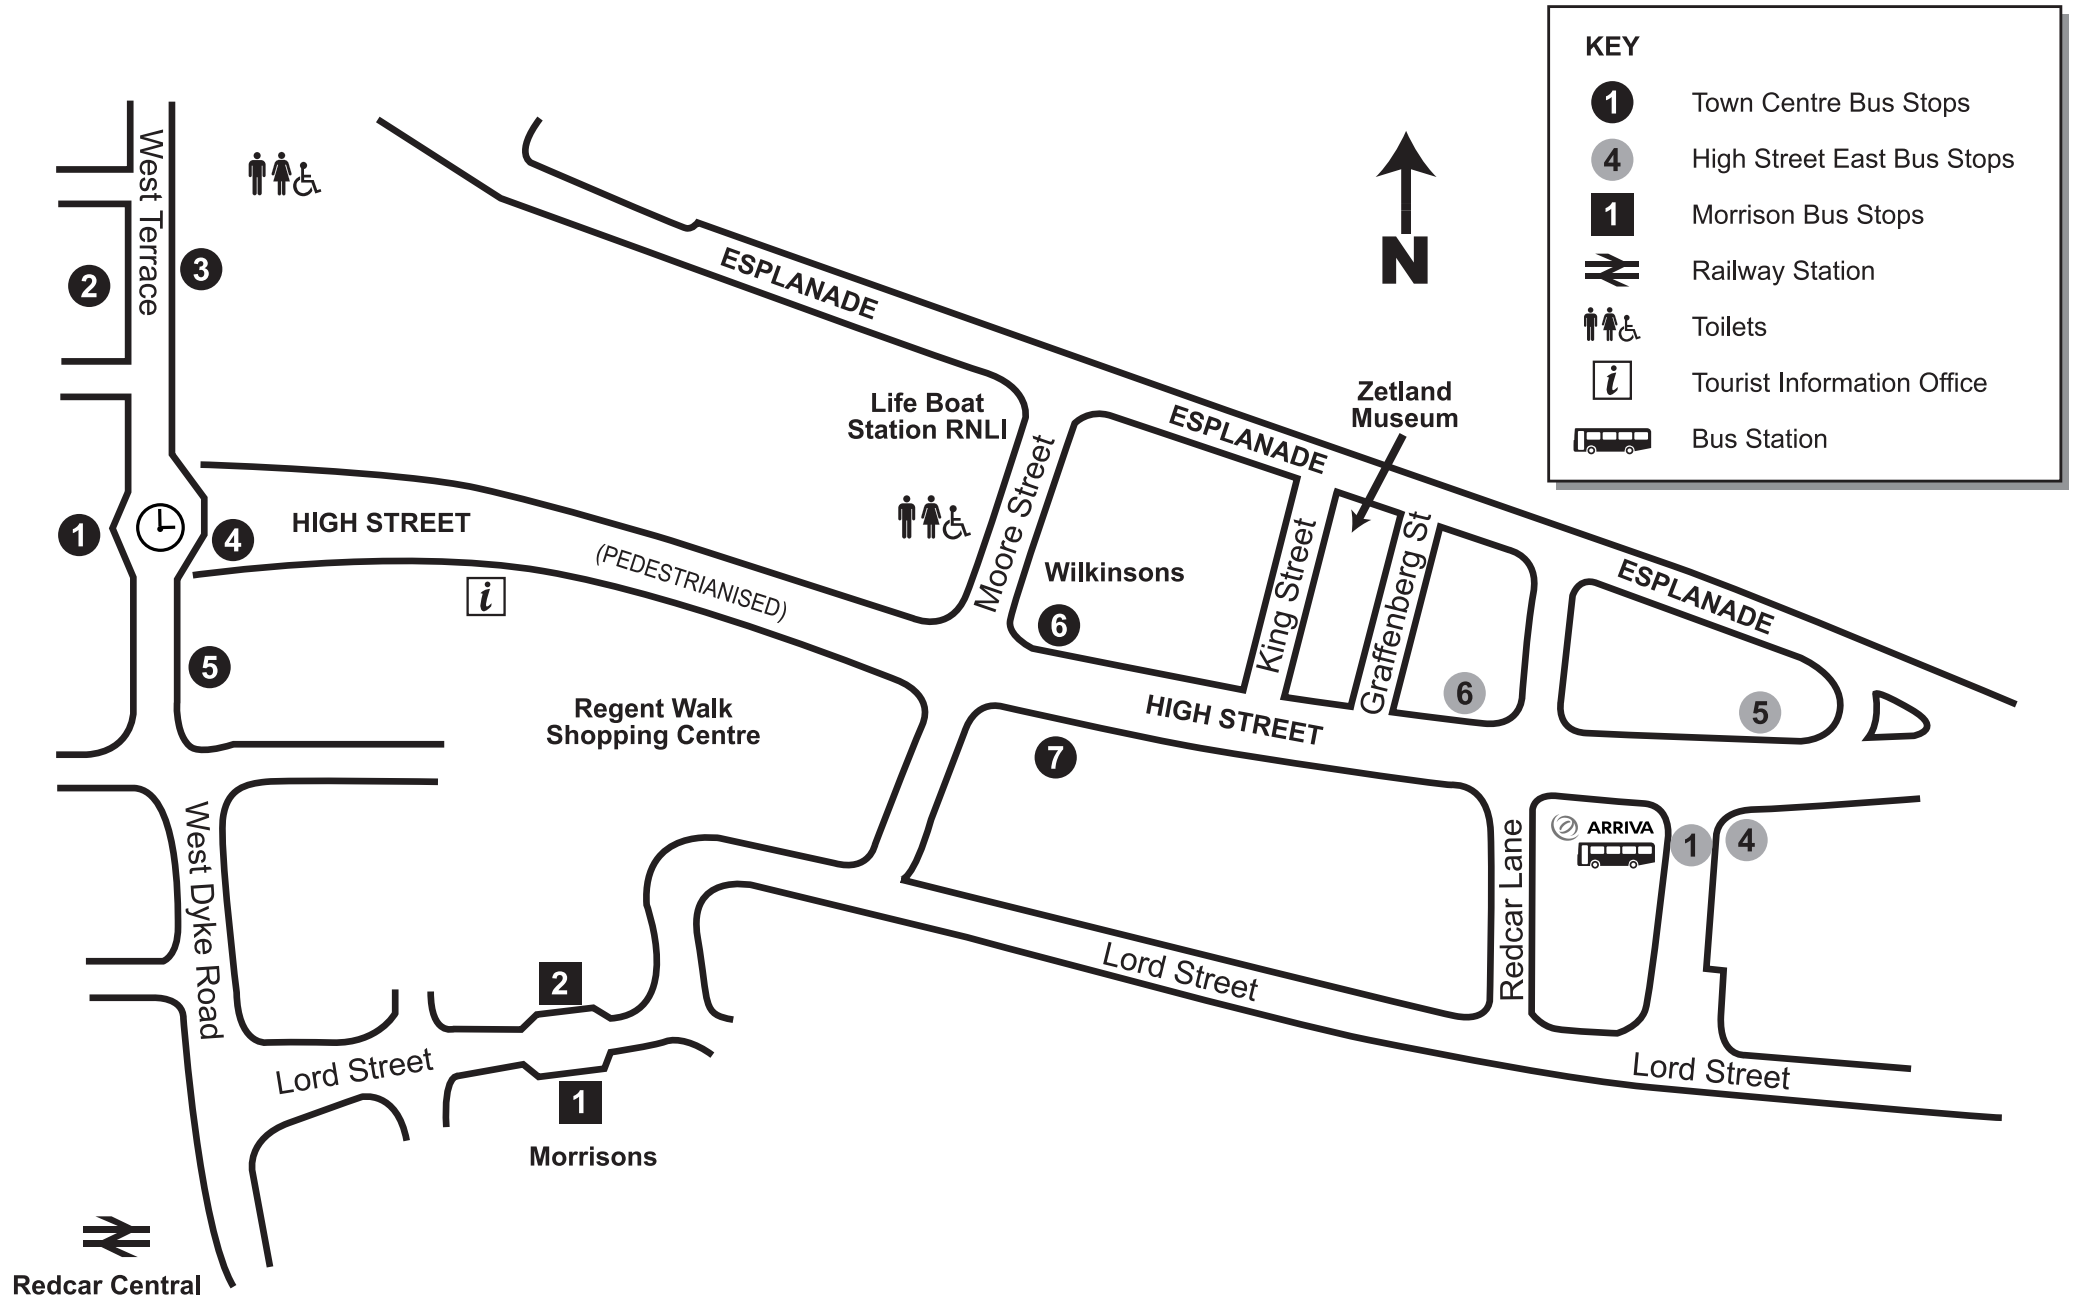 KEY
1 Town Centre Bus Stops
4 High Street East Bus Stops
1 Morrison Bus Stops
Railway Station
Toilets
i Tourist Information Office
Bus Station
N
West Terrace
2
3
ESPLANADE
Life Boat
Station RNLI
Zetland
Museum
ESPLANADE
Moore Street
1
4
HIGH STREET
(PEDESTRIANISED)
i
Wilkinsons
6
King Street
Graffenberg St
ESPLANADE
5
6
5
Regent Walk
Shopping Centre
HIGH STREET
7
West Dyke Road
Redcar Lane
ARRIVA
1
4
Lord Street
2
Lord Street
1
Lord Street
Morrisons
Redcar Central